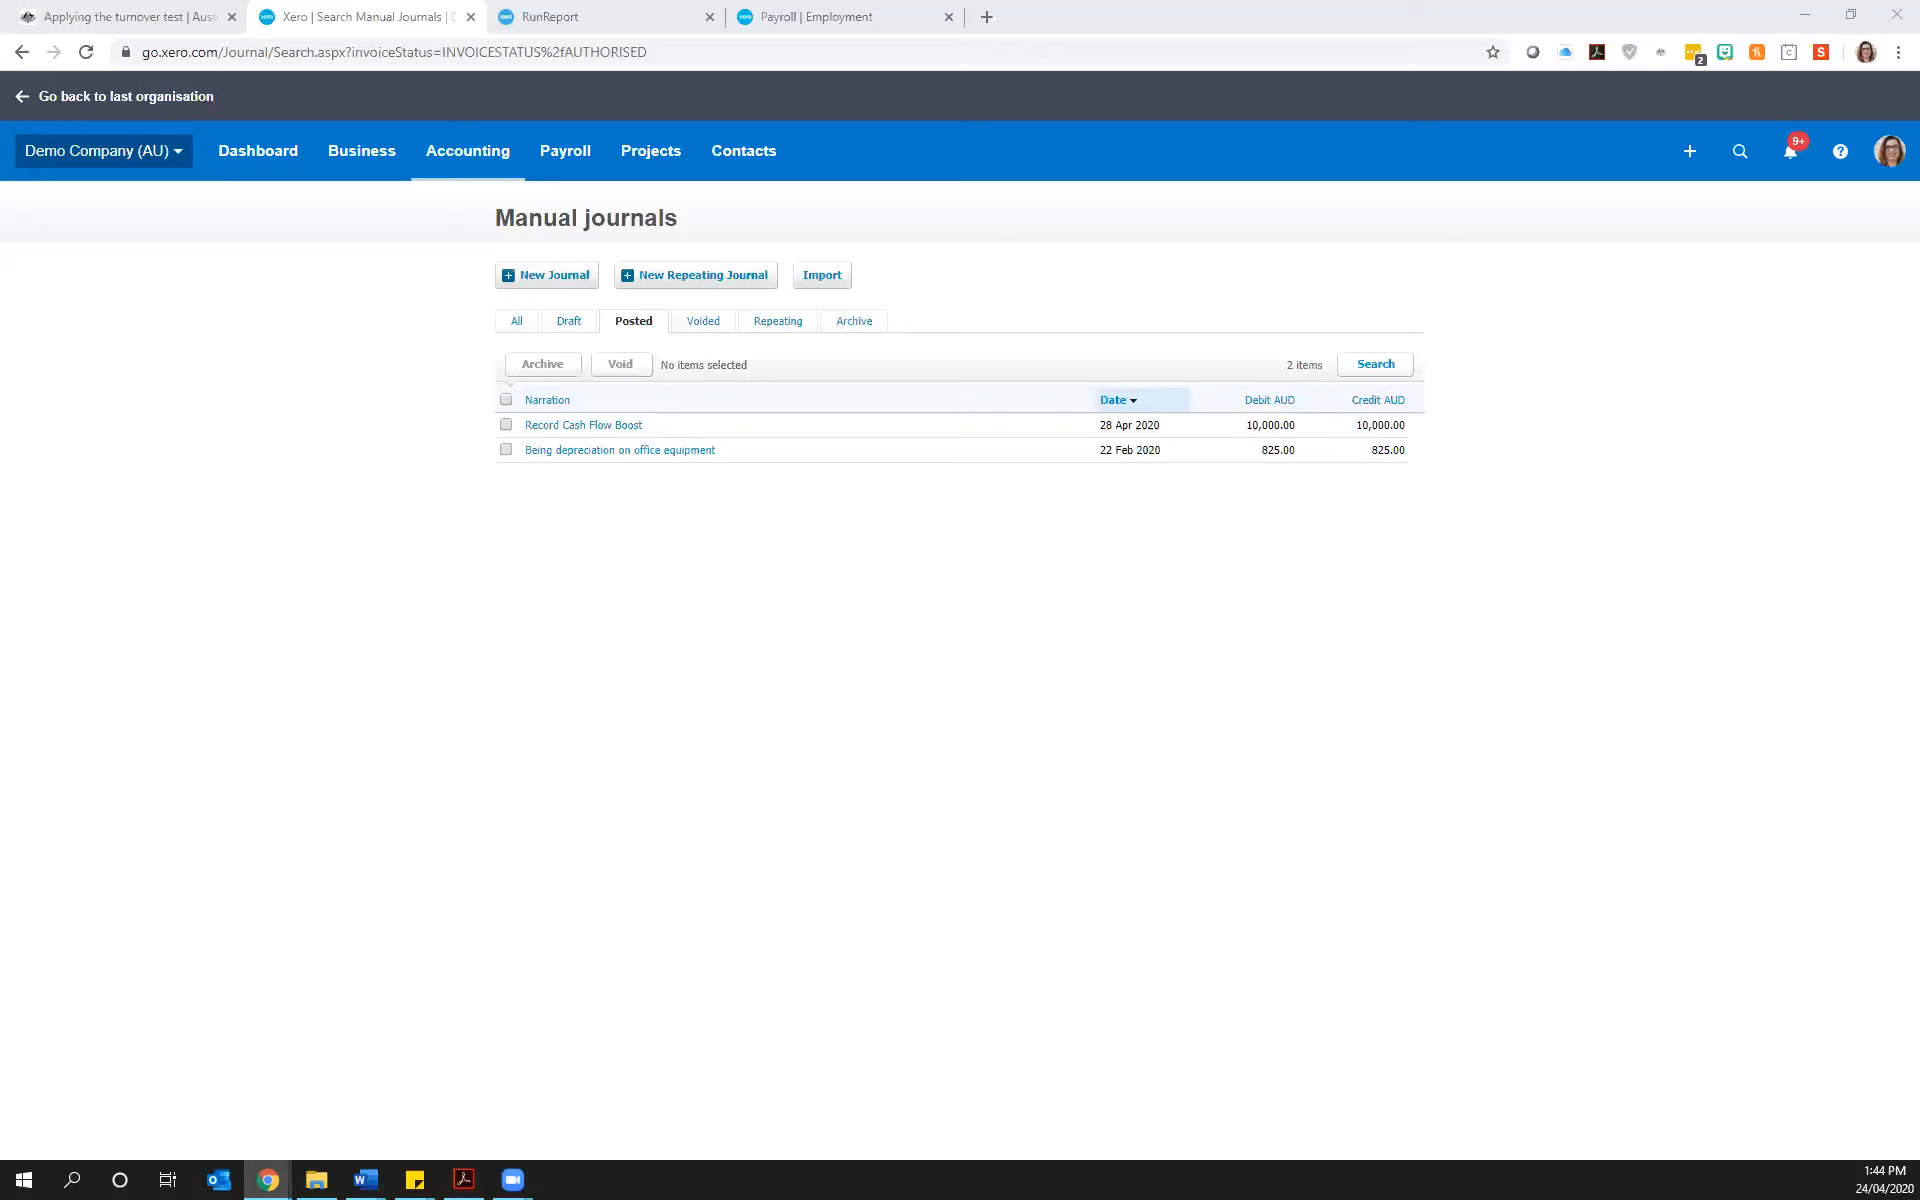 Applying the turnover test | Aust
Xero | Search Manual Journals | D
RunReport
Payroll | Employment
go.xero.com/Journal/Search.aspx?invoiceStatus=INVOICESTATUS%2fAUTHORISED
2
Go back to last organisation
Demo Company (AU)
Dashboard
Business
Accounting
Payroll
Projects
Contacts
9+
Manual journals
New Journal
New Repeating Journal
Import
All
Draft
Posted
Voided
Repeating
Archive
Archive
Void
No items selected
2 items
Search
Narration
Date
Debit AUD
Credit AUD
Record Cash Flow Boost
28 Apr 2020
10,000.00
10,000.00
Being depreciation on office equipment
22 Feb 2020
825.00
825.00
1:44 PM
24/04/2020